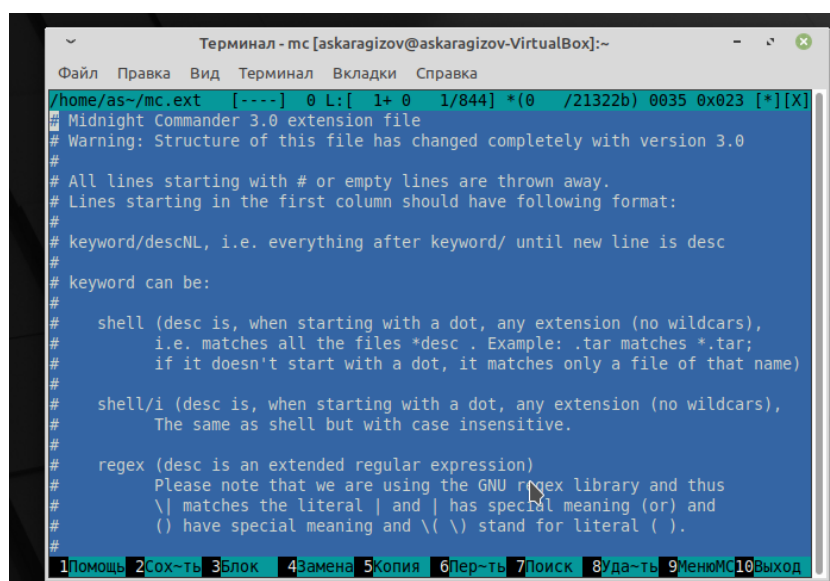 Терминал - mc [askaragizov@askaragizov-VirtualBox]:~
Файл Правка Вид Терминал Вкладки Справка
/home/as~/mc.ext [----] 0 L:[ 1+ 0 1/844] *(0 /21322b) 0035 0x023 [*][X]
# Midnight Commander 3.0 extension file
# Warning: Structure of this file has changed completely with version 3.0
#
# All lines starting with # or empty lines are thrown away.
# Lines starting in the first column should have following format:
#
# keyword/descNL, i.e. everything after keyword/ until new line is desc
#
# keyword can be:
#
# shell (desc is, when starting with a dot, any extension (no wildcars),
# i.e. matches all the files *desc . Example: .tar matches *.tar;
# if it doesn't start with a dot, it matches only a file of that name)
#
# shell/i (desc is, when starting with a dot, any extension (no wildcars),
# The same as shell but with case insensitive.
#
# regex (desc is an extended regular expression)
# Please note that we are using the GNU regex library and thus
# \| matches the literal | and | has special meaning (or) and
# () have special meaning and \( \) stand for literal ( ).
#
1Помощь 2Сох~ть 3Блок 4Замена 5Копия 6Пер~ть 7Поиск 8Уда~ть 9МенюMC 10Выход